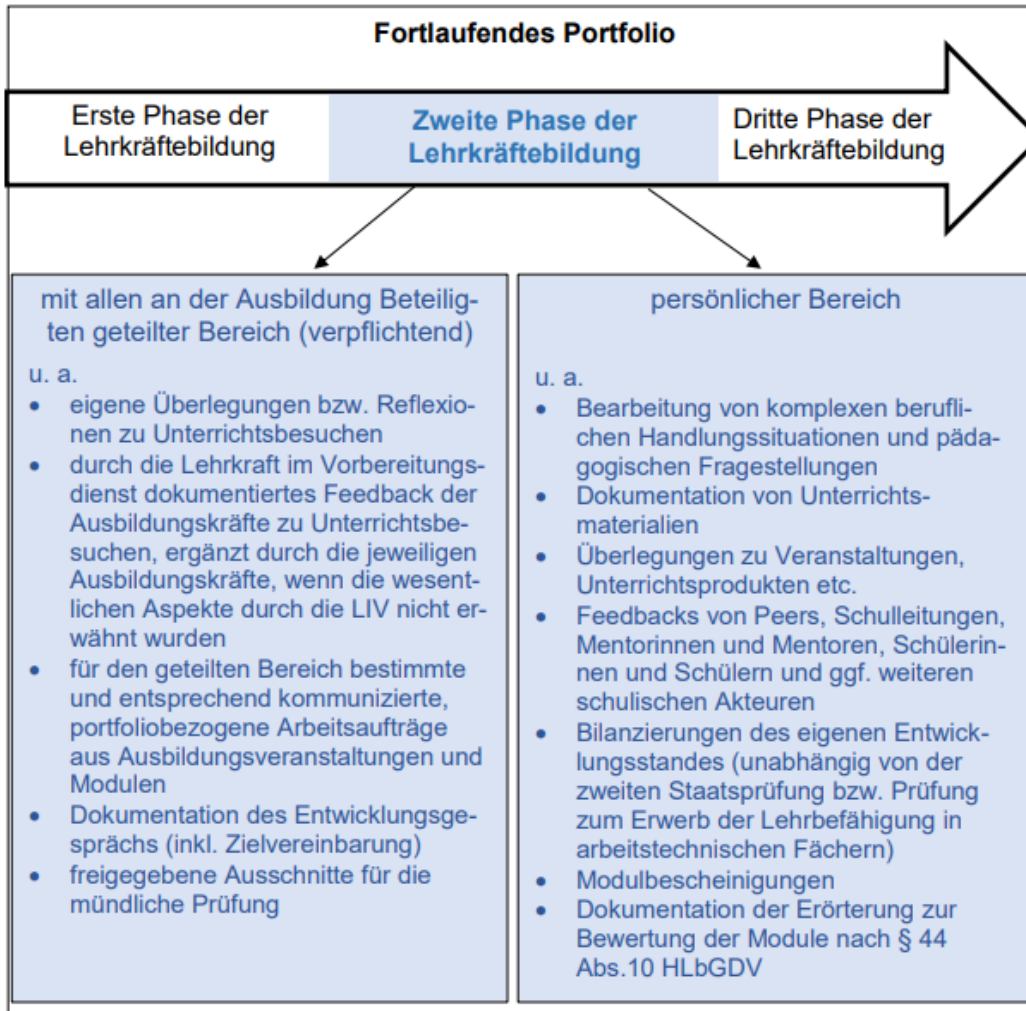 Fortlaufendes Portfolio
Erste Phase der
Lehrkräftebildung
Zweite Phase der
Lehrkräftebildung
Dritte Phase der
Lehrkräftebildung
mit allen an der Ausbildung Beteilig-
ten geteilter Bereich (verpflichtend)
u. a.
• eigene Überlegungen bzw. Reflexio-
nen zu Unterrichtsbesuchen
• durch die Lehrkraft im Vorbereitungs-
dienst dokumentiertes Feedback der
Ausbildungskräfte zu Unterrichtsbe-
suchen, ergänzt durch die jeweiligen
Ausbildungskräfte, wenn die wesent-
lichen Aspekte durch die LIV nicht er-
wähnt wurden
• für den geteilten Bereich bestimmte
und entsprechend kommunizierte,
portfoliobezogene Arbeitsaufträge
aus Ausbildungsveranstaltungen und
Modulen
• Dokumentation des Entwicklungsge-
sprächs (inkl. Zielvereinbarung)
• freigegebene Ausschnitte für die
mündliche Prüfung
persönlicher Bereich
u. a.
• Bearbeitung von komplexen berufli-
chen Handlungssituationen und päda-
gogischen Fragestellungen
• Dokumentation von Unterrichts-
materialien
• Überlegungen zu Veranstaltungen,
Unterrichtsprodukten etc.
• Feedbacks von Peers, Schulleitungen,
Mentorinnen und Mentoren, Schülerin-
nen und Schülern und ggf. weiteren
schulischen Akteuren
• Bilanzierungen des eigenen Entwick-
lungsstandes (unabhängig von der
zweiten Staatsprüfung bzw. Prüfung
zum Erwerb der Lehrbefähigung in
arbeitstechnischen Fächern)
• Modulbescheinigungen
• Dokumentation der Erörterung zur
Bewertung der Module nach § 44
Abs.10 HLbGDV